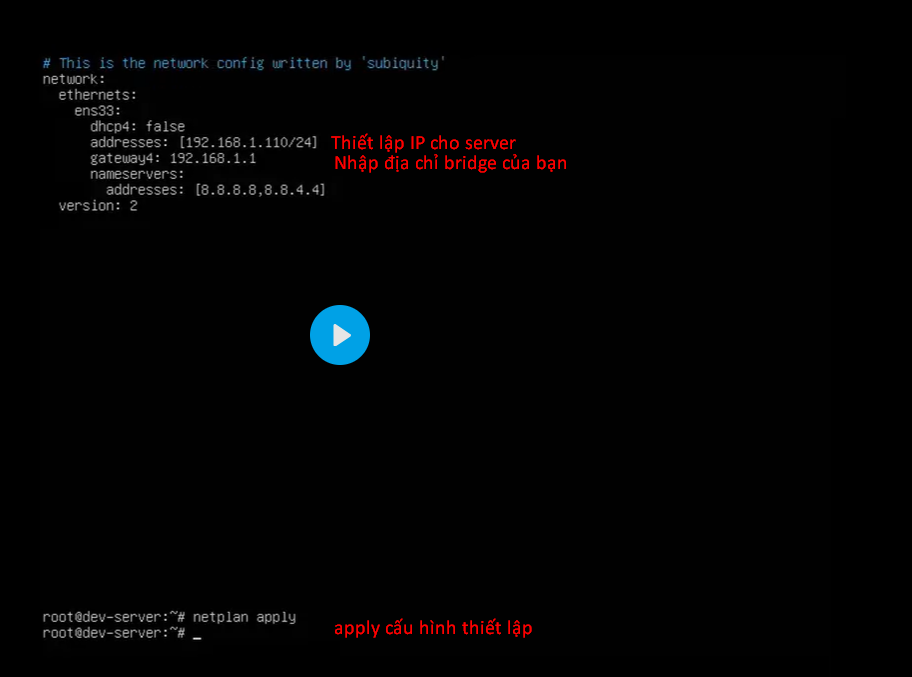 # This is the network config written by 'subiquity'
network:
  ethernets:
    ens33:
      dhcp4: false
      addresses: [192.168.1.110/24] Thiết lập IP cho server
      gateway4: 192.168.1.1 Nhập địa chỉ bridge của bạn
      nameservers:
        addresses: [8.8.8.8,8.8.4.4]
  version: 2
root@dev-server:~# netplan apply
root@dev-server:~# _ apply cấu hình thiết lập